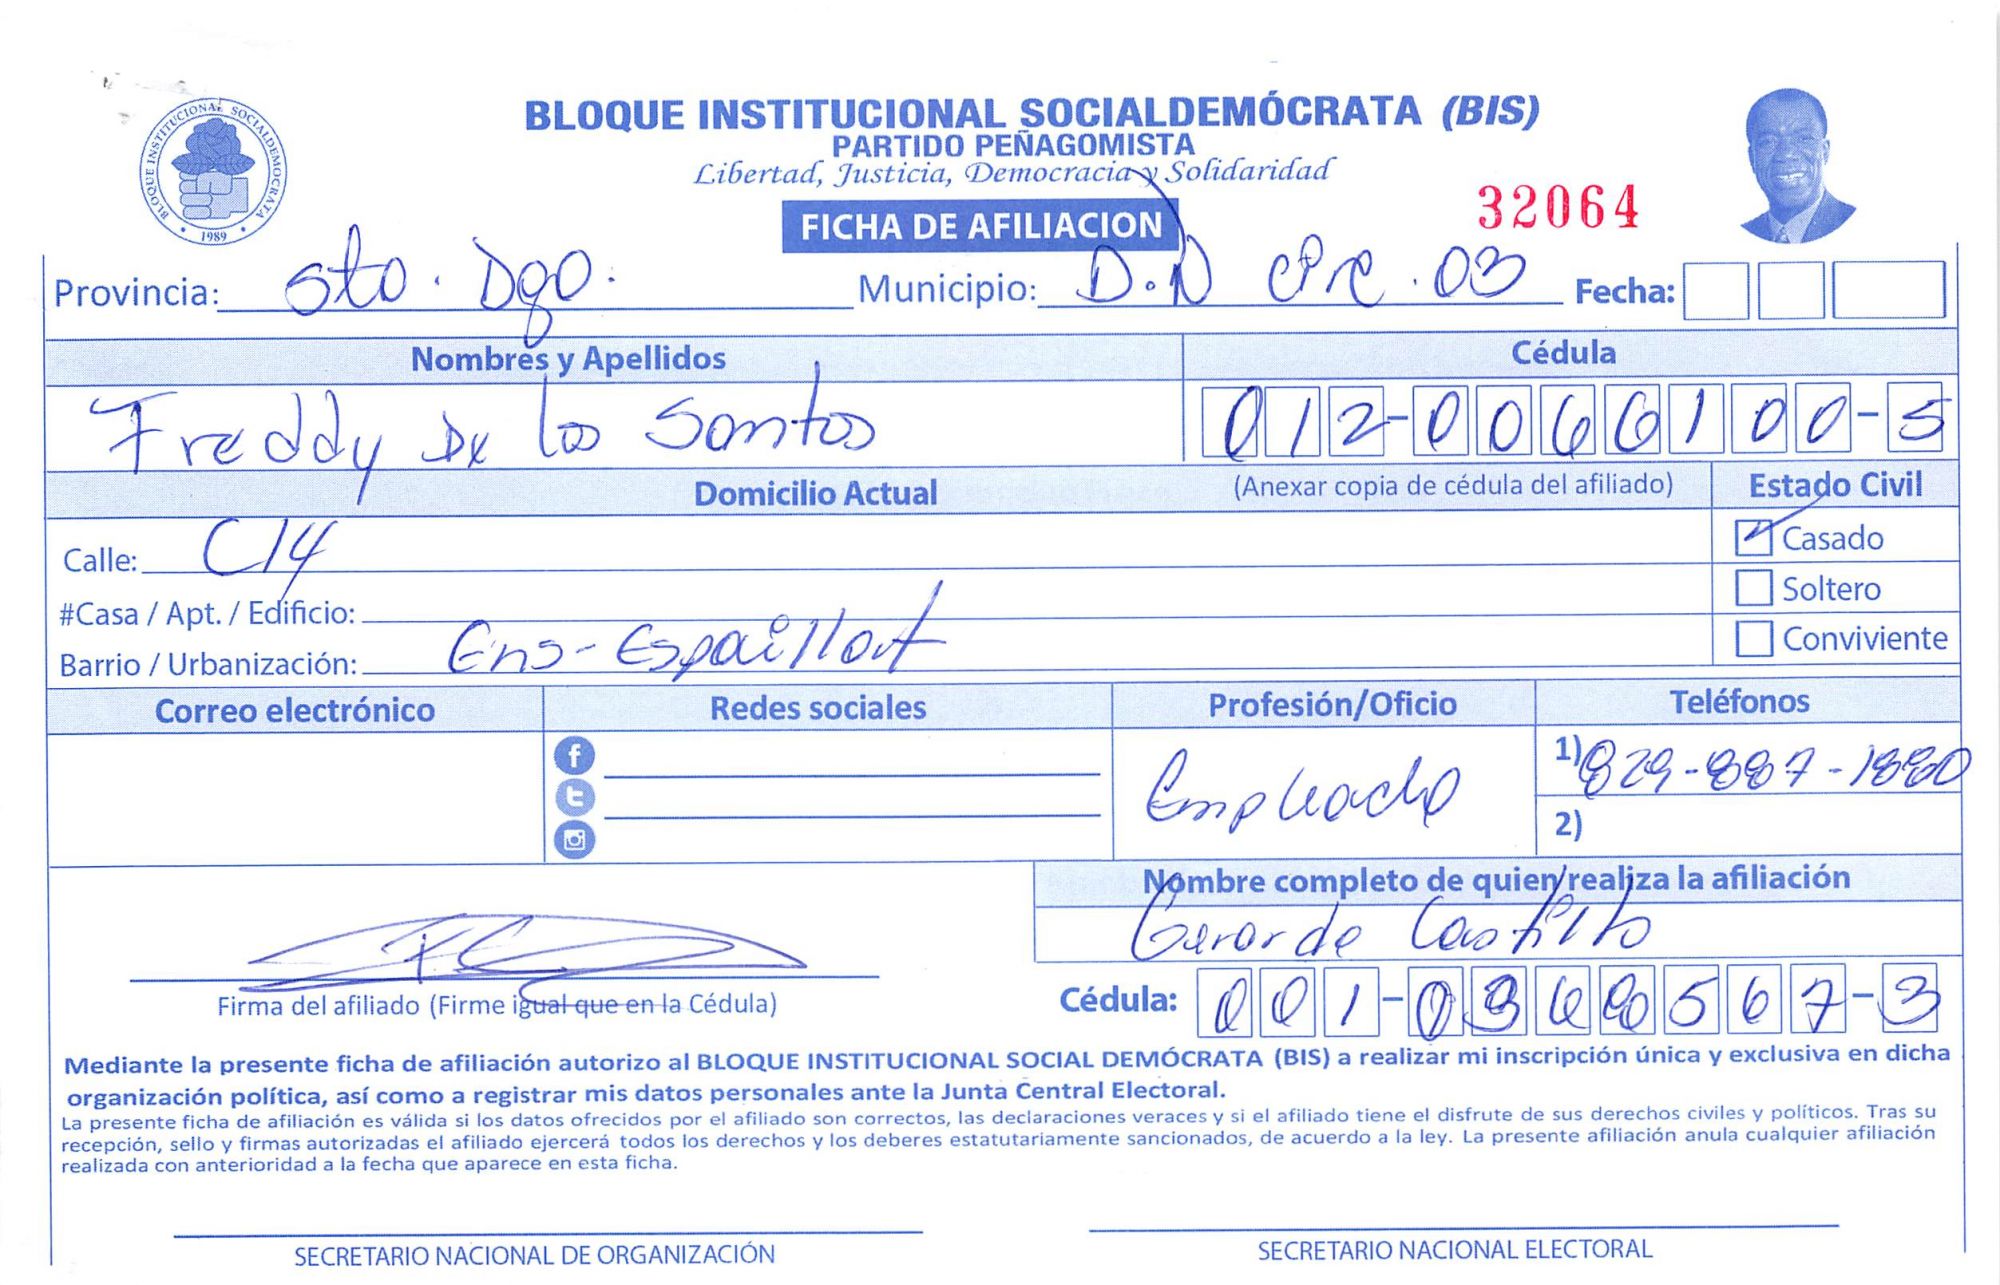 BLOQUE INSTITUCIONAL SOCIALDEMOCRATA
1989
BLOQUE INSTITUCIONAL SOCIALDEMÓCRATA (BIS)
PARTIDO PEÑAGOMISTA
Libertad, Justicia, Democracia y Solidaridad
FICHA DE AFILIACION
32064
Provincia: Sto. Dgo. Municipio: D.N Circ. 03 Fecha:
Nombres y Apellidos Cédula
Freddy De los Santos 012-0066100-5
Domicilio Actual (Anexar copia de cédula del afiliado) Estado Civil
Calle: C/4 Casado
#Casa / Apt. / Edificio: Soltero
Barrio / Urbanización: Ens-Espaillat Conviviente
Correo electrónico Redes sociales Profesión/Oficio Teléfonos
Empleado 1) 829-887-1880
2)
Nombre completo de quien realiza la afiliación
Gerardo Castillo
Firma del afiliado (Firme igual que en la Cédula) Cédula: 001-0368567-3
Mediante la presente ficha de afiliación autorizo al BLOQUE INSTITUCIONAL SOCIAL DEMÓCRATA (BIS) a realizar mi inscripción única y exclusiva en dicha
organización política, así como a registrar mis datos personales ante la Junta Central Electoral.
La presente ficha de afiliación es válida si los datos ofrecidos por el afiliado son correctos, las declaraciones veraces y si el afiliado tiene el disfrute de sus derechos civiles y políticos. Tras su
recepción, sello y firmas autorizadas el afiliado ejercerá todos los derechos y los deberes estatutariamente sancionados, de acuerdo a la ley. La presente afiliación anula cualquier afiliación
realizada con anterioridad a la fecha que aparece en esta ficha.
SECRETARIO NACIONAL DE ORGANIZACIÓN SECRETARIO NACIONAL ELECTORAL